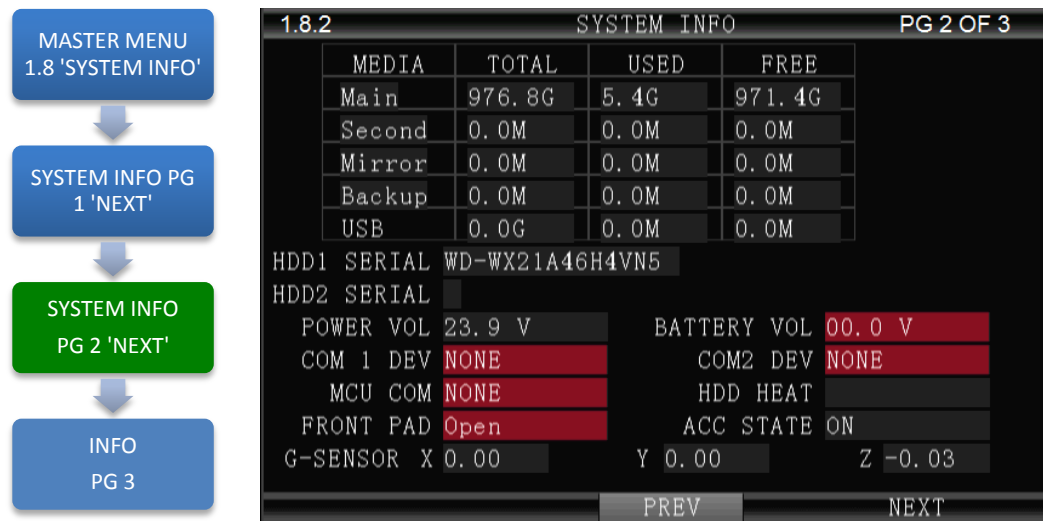 MASTER MENU
1.8 'SYSTEM INFO'
SYSTEM INFO PG
1 'NEXT'
SYSTEM INFO
PG 2 'NEXT'
INFO
PG 3
1.8.2 SYSTEM INFO PG 2 OF 3
MEDIA TOTAL USED FREE
Main 976.8G 5.4G 971.4G
Second 0.0M 0.0M 0.0M
Mirror 0.0M 0.0M 0.0M
Backup 0.0M 0.0M 0.0M
USB 0.0G 0.0M 0.0M
HDD1 SERIAL WD-WX21A46H4VN5
HDD2 SERIAL
POWER VOL 23.9 V BATTERY VOL 00.0 V
COM 1 DEV NONE COM2 DEV NONE
MCU COM NONE HDD HEAT
FRONT PAD Open ACC STATE ON
G-SENSOR X 0.00 Y 0.00 Z -0.03
PREV NEXT